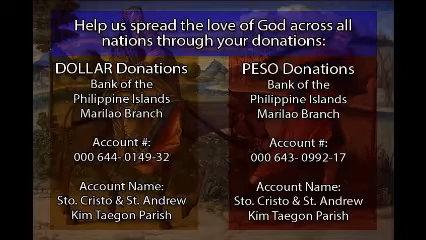 Help us spread the love of God across all
nations through your donations:
DOLLAR Donations
Bank of the
Philippine Islands
Marilao Branch
Account #:
000 644- 0149-32
Account Name:
Sto. Cristo & St. Andrew
Kim Taegon Parish
PESO Donations
Bank of the
Philippine Islands
Marilao Branch
Account #:
000 643- 0992-17
Account Name:
Sto. Cristo & St. Andrew
Kim Taegon Parish